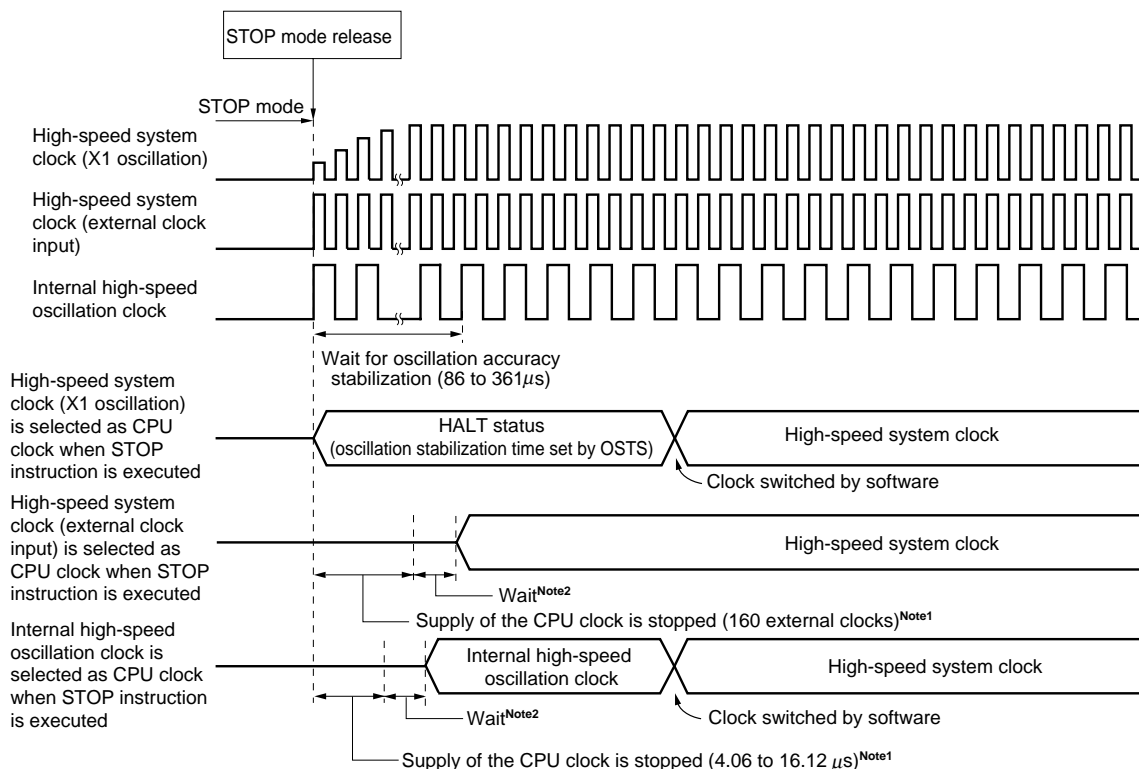 STOP mode release
STOP mode
High-speed system
clock (X1 oscillation)
High-speed system
clock (external clock
input)
Internal high-speed
oscillation clock
Wait for oscillation accuracy
stabilization (86 to 361μs)
High-speed system
clock (X1 oscillation)
is selected as CPU
clock when STOP
instruction is executed
HALT status
(oscillation stabilization time set by OSTS)
High-speed system clock
Clock switched by software
High-speed system
clock (external clock
input) is selected as
CPU clock when STOP
instruction is executed
High-speed system clock
Wait Note2
Supply of the CPU clock is stopped (160 external clocks) Note1
Internal high-speed
oscillation clock is
selected as CPU clock
when STOP instruction
is executed
Internal high-speed
oscillation clock
High-speed system clock
Wait Note2
Clock switched by software
Supply of the CPU clock is stopped (4.06 to 16.12 μs) Note1